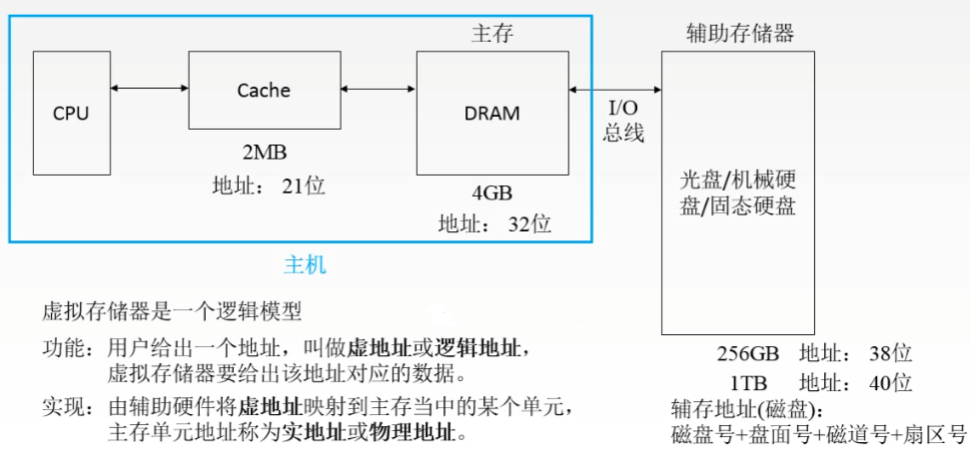 主存
辅助存储器
CPU
Cache
DRAM
I/O
总线
2MB
地址： 21位
4GB
地址： 32位
光盘/机械硬
盘/固态硬盘
主机
256GB 地址： 38位
1TB 地址： 40位
辅存地址(磁盘)：
磁盘号+盘面号+磁道号+扇区号
虚拟存储器是一个逻辑模型
功能：用户给出一个地址，叫做虚地址或逻辑地址，
虚拟存储器要给出该地址对应的数据。
实现：由辅助硬件将虚地址映射到主存当中的某个单元，
主存单元地址称为实地址或物理地址。